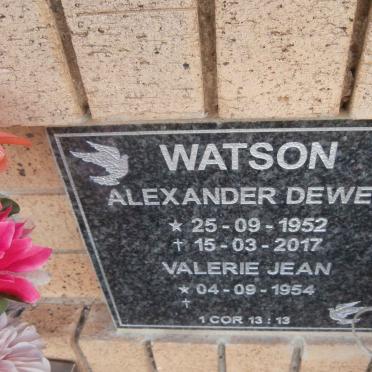 WATSON
ALEXANDER DEWE
★ 25 - 09 - 1952
✝ 15 - 03 - 2017
VALERIE JEAN
★ 04 - 09 - 1954
✝
1 COR 13 : 13